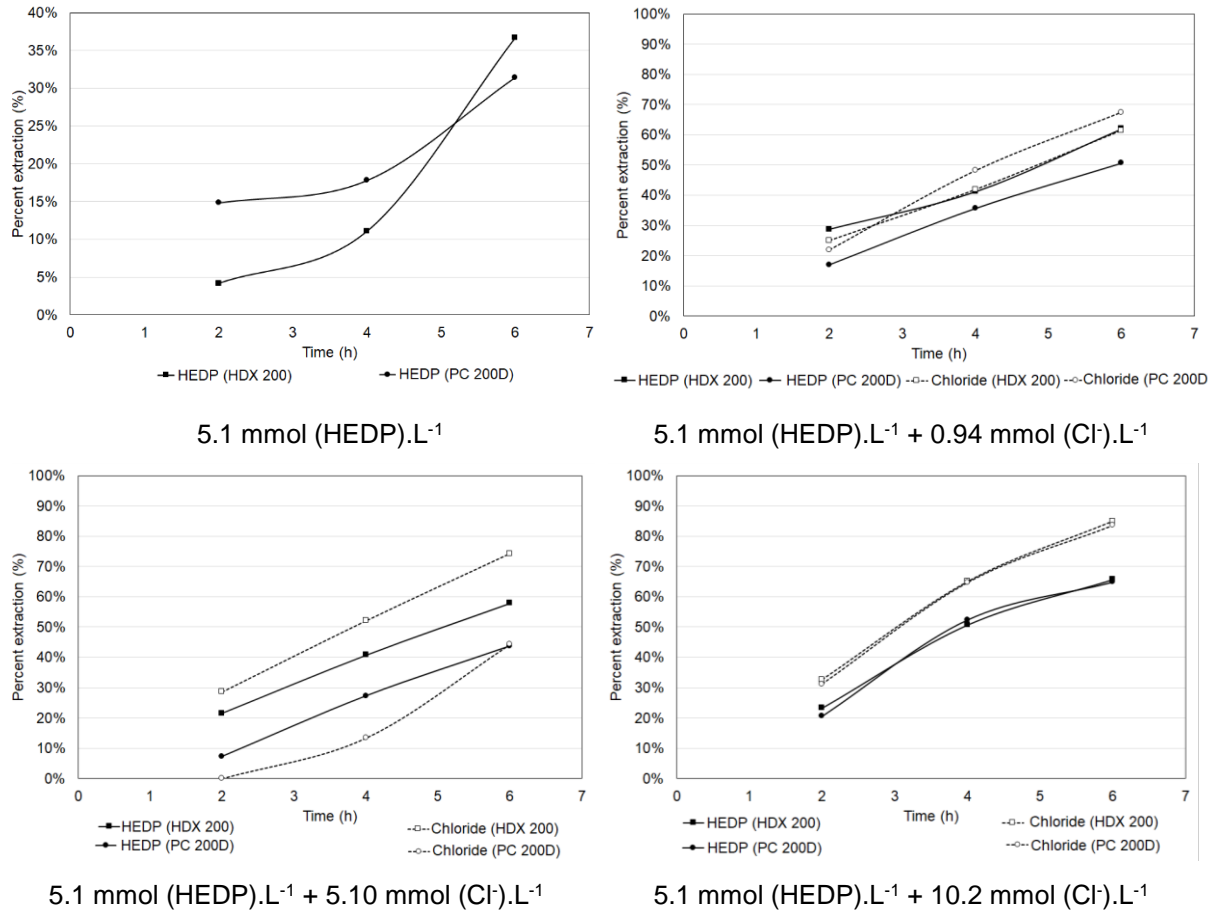 40%
35%
30%
25%
20%
15%
10%
5%
0%
Percent extraction (%)
0 1 2 3 4 5 6 7
Time (h)
HEDP (HDX 200) HEDP (PC 200D)
5.1 mmol (HEDP).L-1
100%
90%
80%
70%
60%
50%
40%
30%
20%
10%
0%
Percent extraction (%)
0 1 2 3 4 5 6 7
Time (h)
HEDP (HDX 200) HEDP (PC 200D) Chloride (HDX 200) Chloride (PC 200D
5.1 mmol (HEDP).L-1 + 0.94 mmol (Cl-).L-1
100%
90%
80%
70%
60%
50%
40%
30%
20%
10%
0%
Percent extraction (%)
0 1 2 3 4 5 6 7
Time (h)
HEDP (HDX 200) Chloride (HDX 200)
HEDP (PC 200D) Chloride (PC 200D)
5.1 mmol (HEDP).L-1 + 5.10 mmol (Cl-).L-1
100%
90%
80%
70%
60%
50%
40%
30%
20%
10%
0%
Percent extraction (%)
0 1 2 3 4 5 6 7
Time (h)
HEDP (HDX 200) Chloride (HDX 200)
HEDP (PC 200D) Chloride (PC 200D)
5.1 mmol (HEDP).L-1 + 10.2 mmol (Cl-).L-1